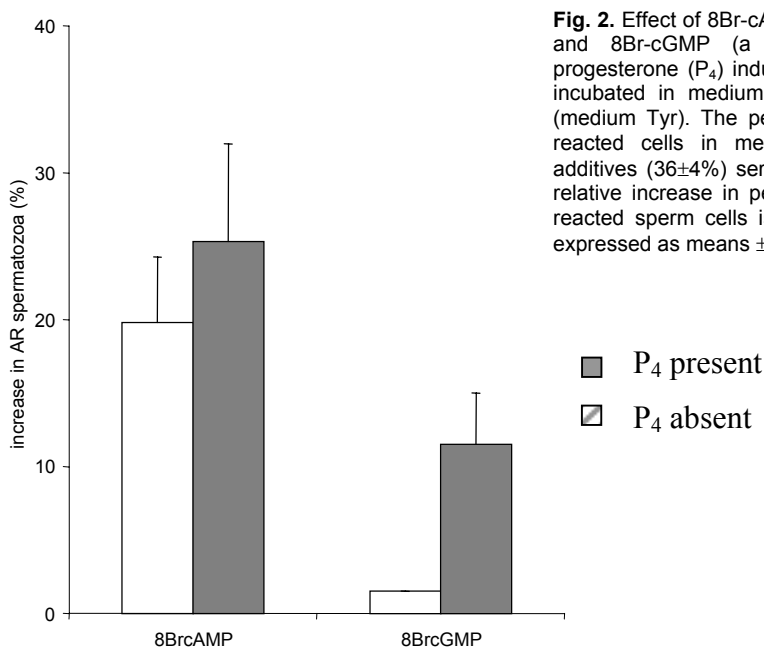 40
30
20
10
0
increase in AR spermatozoa (%)
8BrcAMP
8BrcGMP
Fig. 2. Effect of 8Br-cA
and 8Br-cGMP (a
progesterone (P₄) indu
incubated in medium
(medium Tyr). The pe
reacted cells in me
additives (36±4%) ser
relative increase in pe
reacted sperm cells i
expressed as means ±
P₄ present
P₄ absent